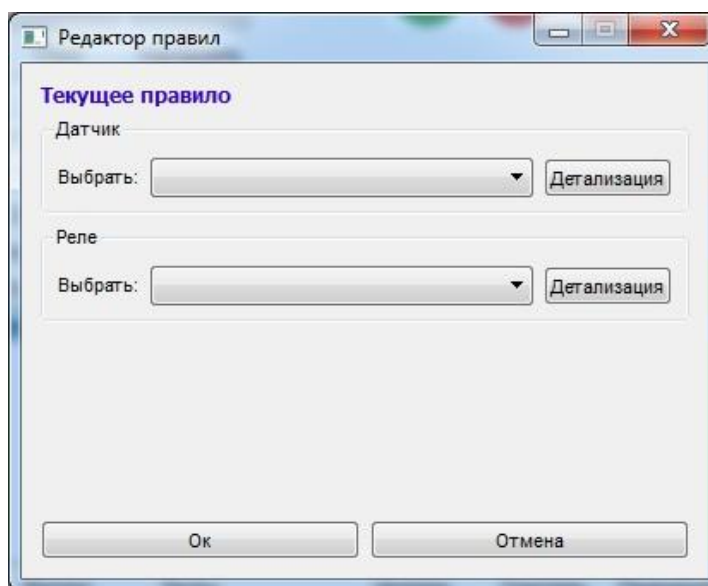 Редактор правил
Текущее правило
Датчик
Выбрать:
Детализация
Реле
Выбрать:
Детализация
Ок
Отмена